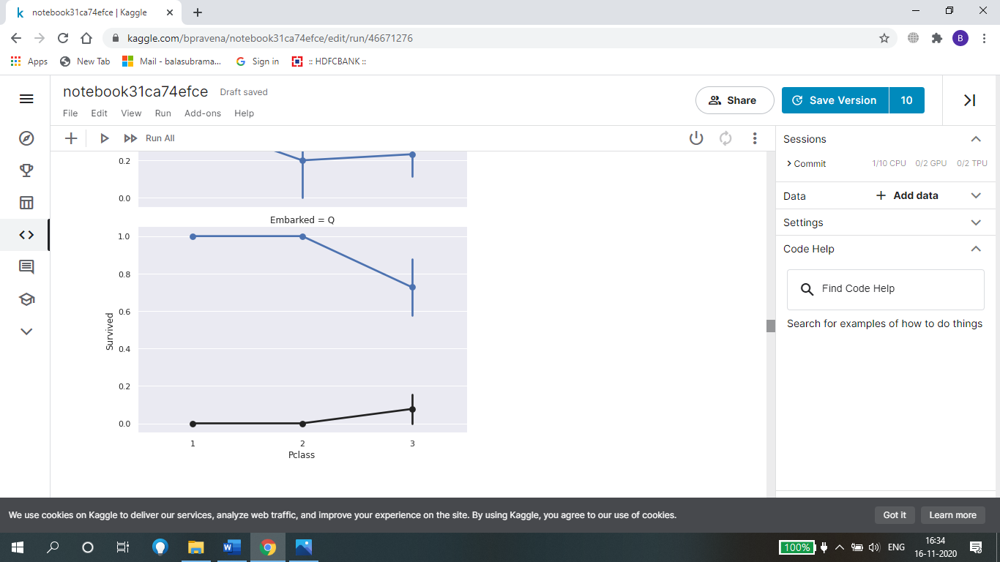 notebook31ca74efce | Kaggle
kaggle.com/bpravena/notebook31ca74efce/edit/run/46671276
B
Apps New Tab Mail - balasubrama... Sign in :: HDFCBANK ::
notebook31ca74efce Draft saved
Share Save Version 10
File Edit View Run Add-ons Help
Run All
Sessions
Commit 1/10 CPU 0/2 GPU 0/2 TPU
Data + Add data
Settings
Code Help
Find Code Help
Search for examples of how to do things
0.2
0.0
Embarked = Q
1.0
0.8
0.6
0.4
0.2
0.0
Survived
1 2 3
Pclass
We use cookies on Kaggle to deliver our services, analyze web traffic, and improve your experience on the site. By using Kaggle, you agree to our use of cookies.
Got it Learn more
100% ENG 16:34
16-11-2020